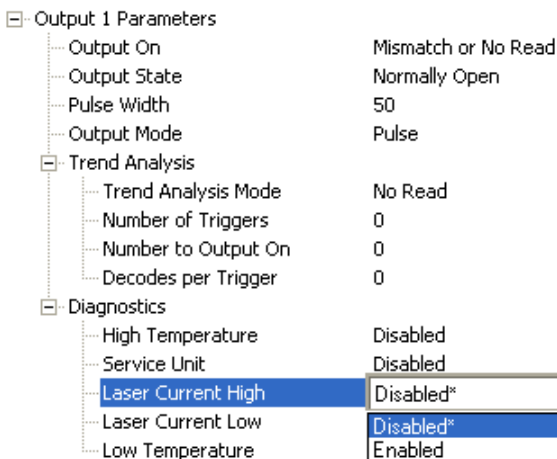 Output 1 Parameters
Output On Mismatch or No Read
Output State Normally Open
Pulse Width 50
Output Mode Pulse
Trend Analysis
Trend Analysis Mode No Read
Number of Triggers 0
Number to Output On 0
Decodes per Trigger 0
Diagnostics
High Temperature Disabled
Service Unit Disabled
Laser Current High Disabled*
Laser Current Low Disabled*
Low Temperature Enabled